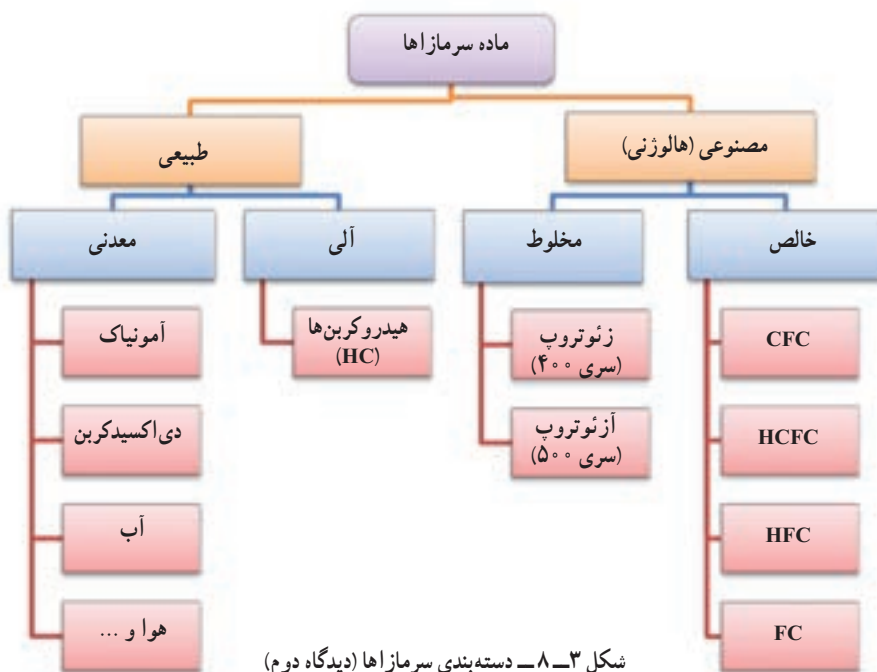 ماده سرمازاها
مصنوعی (هالوژنی)
طبیعی
خالص
مخلوط
آلی
معدنی
CFC
HCFC
HFC
FC
زئوتروپ
(سری ۴۰۰)
آزئوتروپ
(سری ۵۰۰)
هیدروکربن‌ها
(HC)
آمونیاک
دی‌اکسیدکربن
آب
هوا و ...
شکل ۳ــ ۸ ــ دسته‌بندی سرمازاها (دیدگاه دوم)